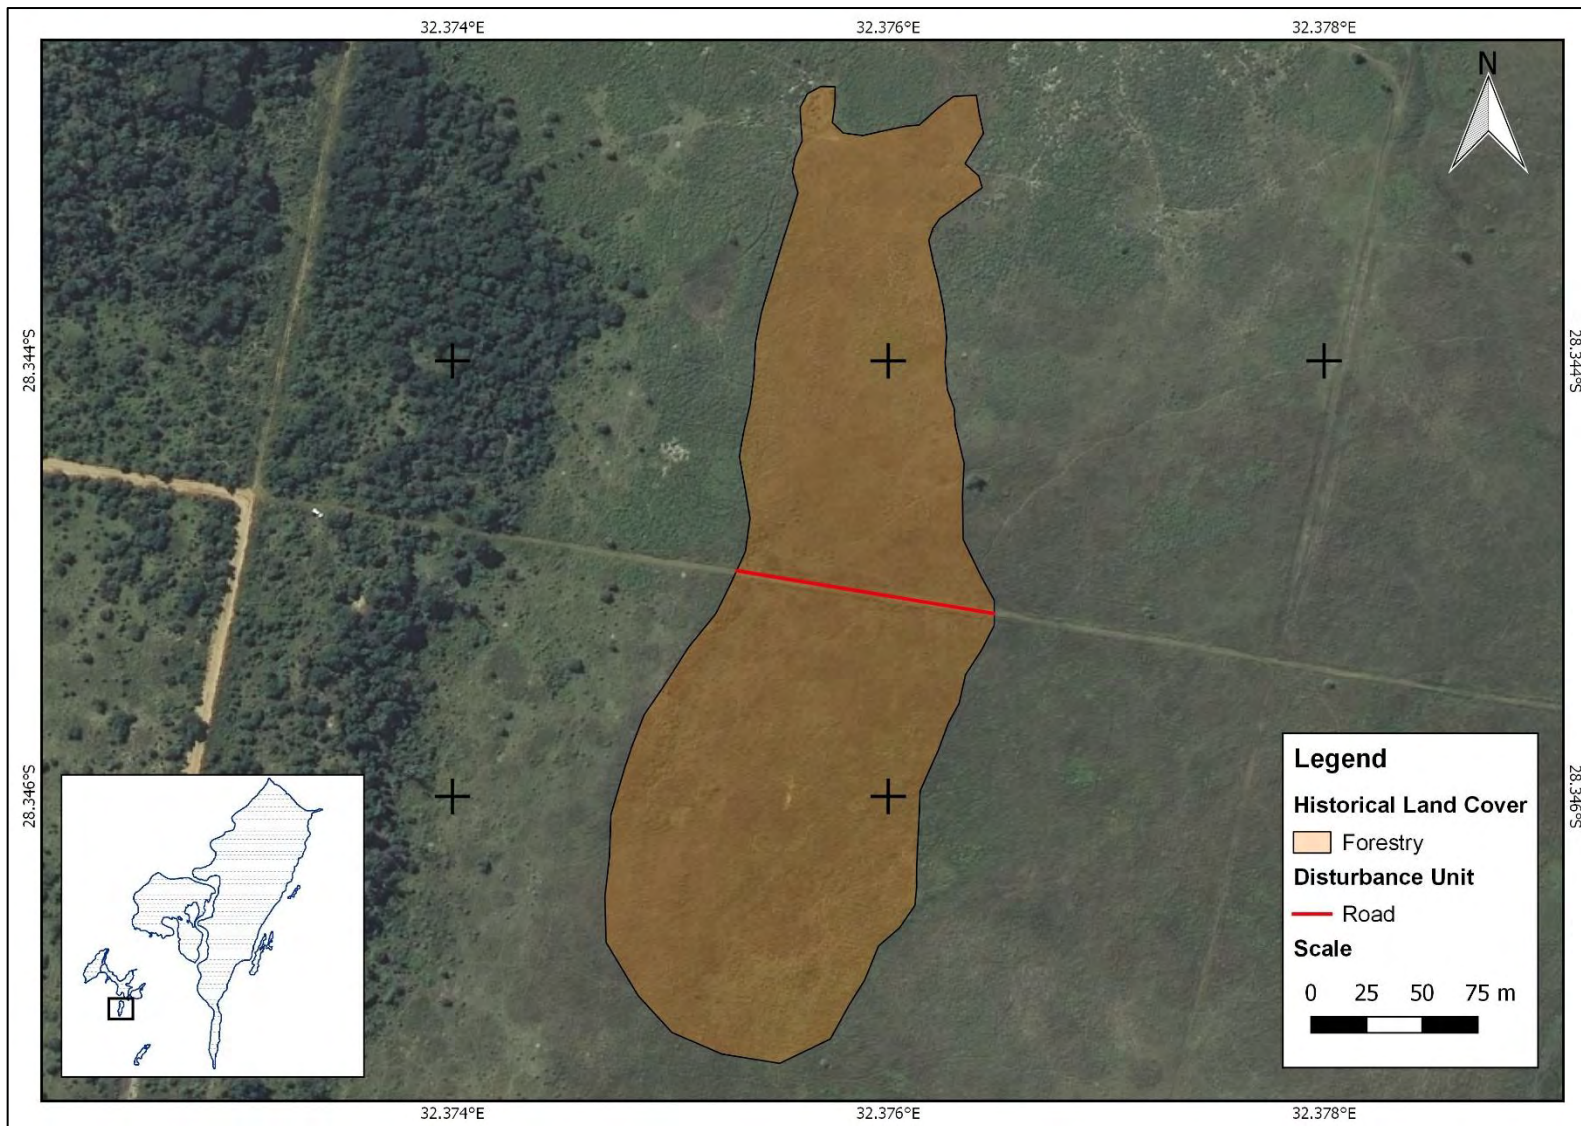 32.374°E 32.376°E 32.378°E
N
28.344°S 28.344°S
28.346°S 28.346°S
Legend
Historical Land Cover
Forestry
Disturbance Unit
Road
Scale
0 25 50 75 m
32.374°E 32.376°E 32.378°E